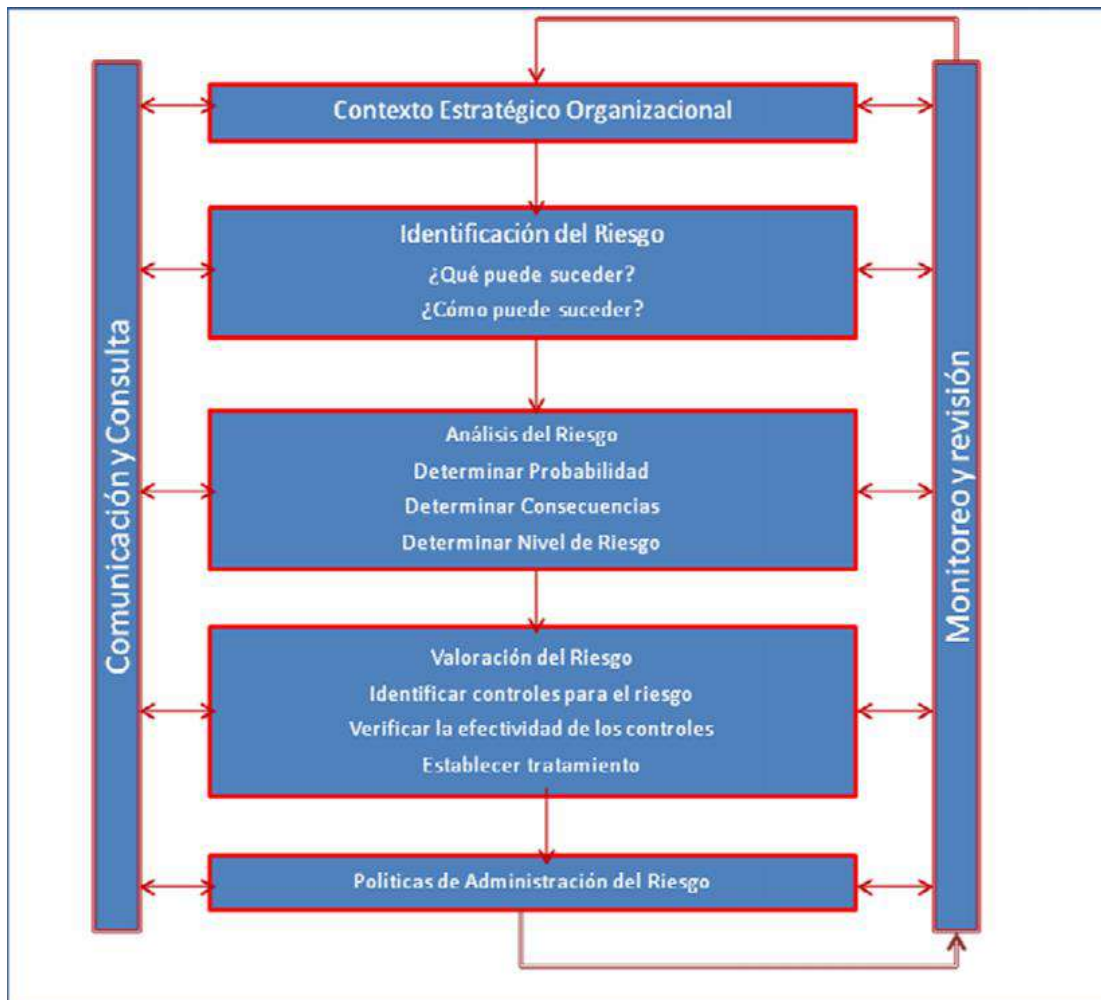 Contexto Estratégico Organizacional
Identificación del Riesgo
¿Qué puede suceder?
¿Cómo puede suceder?
Análisis del Riesgo
Determinar Probabilidad
Determinar Consecuencias
Determinar Nivel de Riesgo
Valoración del Riesgo
Identificar controles para el riesgo
Verificar la efectividad de los controles
Establecer tratamiento
Políticas de Administración del Riesgo
Comunicación y Consulta
Monitoreo y revisión